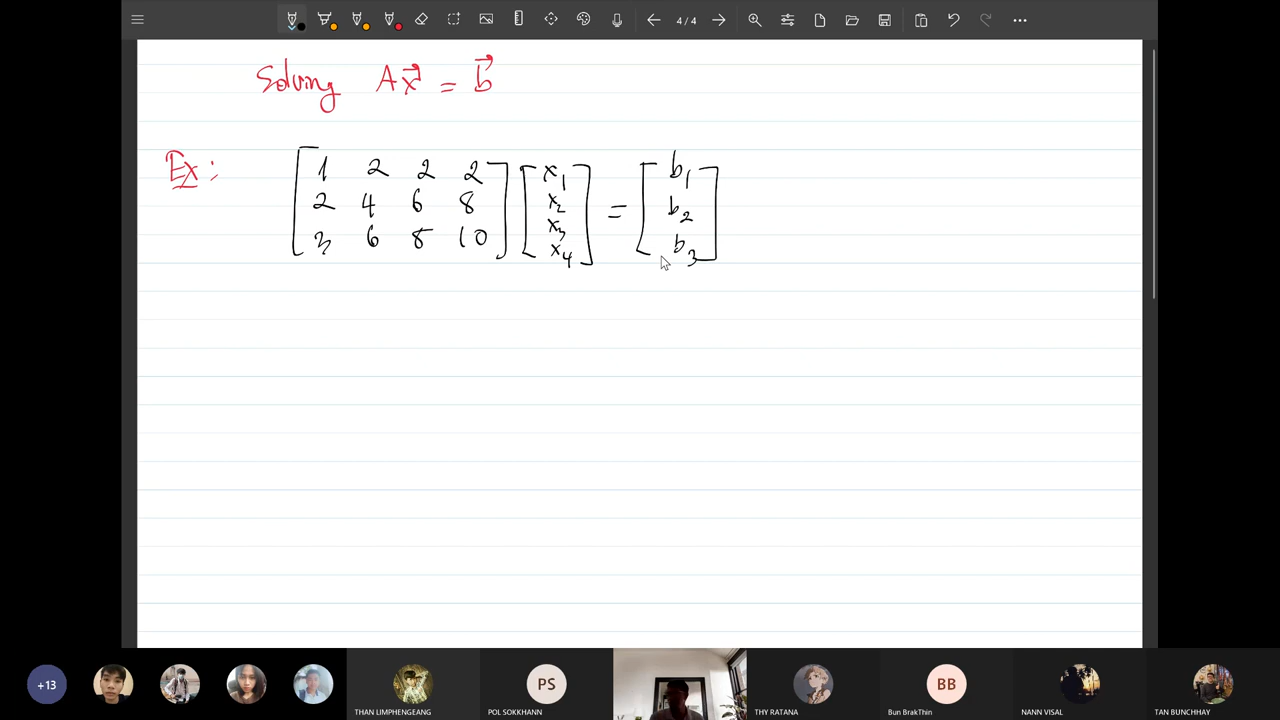 4 / 4
Solving Ax⃗ = b⃗
Ex:
1 2 2 2 x1 b1
2 4 6 8 x2 = b2
3 6 8 10 x3 b3
x4
+13
PS
BB
THAN LIMPHENGEANG
POL SOKKHANN
THY RATANA
Bun BrakThin
NANN VISAL
TAN BUNCHHAY